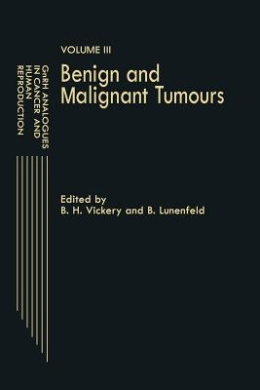 VOLUME III
Benign and
Malignant Tumours
GnRH ANALOGUES
IN CANCER AND
HUMAN
REPRODUCTION
Edited by
B. H. Vickery and B. Lunenfeld